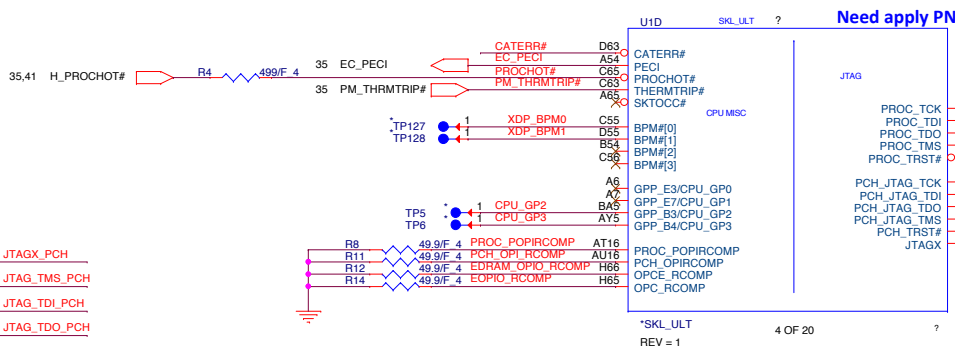 Need apply PN
U1D SKL_ULT ?
CATERR# D63 CATERR#
35 EC_PECI EC_PECI A54 PECI
35,41 H_PROCHOT# R4 499/F_4 PROCHOT# C65 PROCHOT#
35 PM_THRMTRIP# PM_THRMTRIP# C63 THERMTRIP#
A65 SKTOCC#
JTAG
CPU MISC
*TP127 1 XDP_BPM0 C55 BPM#[0]
*TP128 1 XDP_BPM1 D55 BPM#[1]
B54 BPM#[2]
C56 BPM#[3]
PROC_TCK
PROC_TDI
PROC_TDO
PROC_TMS
PROC_TRST#
A6 GPP_E3/CPU_GP0
A7 GPP_E7/CPU_GP1
TP5 * 1 CPU_GP2 BA5 GPP_B3/CPU_GP2
TP6 * 1 CPU_GP3 AY5 GPP_B4/CPU_GP3
PCH_JTAG_TCK
PCH_JTAG_TDI
PCH_JTAG_TDO
PCH_JTAG_TMS
PCH_TRST#
JTAGX
R8 49.9/F_4 PROC_POPIRCOMP AT16 PROC_POPIRCOMP
R11 49.9/F_4 PCH_OPI_RCOMP AU16 PCH_OPIRCOMP
R12 49.9/F_4 EDRAM_OPIO_RCOMP H66 OPCE_RCOMP
R14 49.9/F_4 EOPIO_RCOMP H65 OPC_RCOMP
JTAGX_PCH
JTAG_TMS_PCH
JTAG_TDI_PCH
JTAG_TDO_PCH
*SKL_ULT 4 OF 20 ?
REV = 1